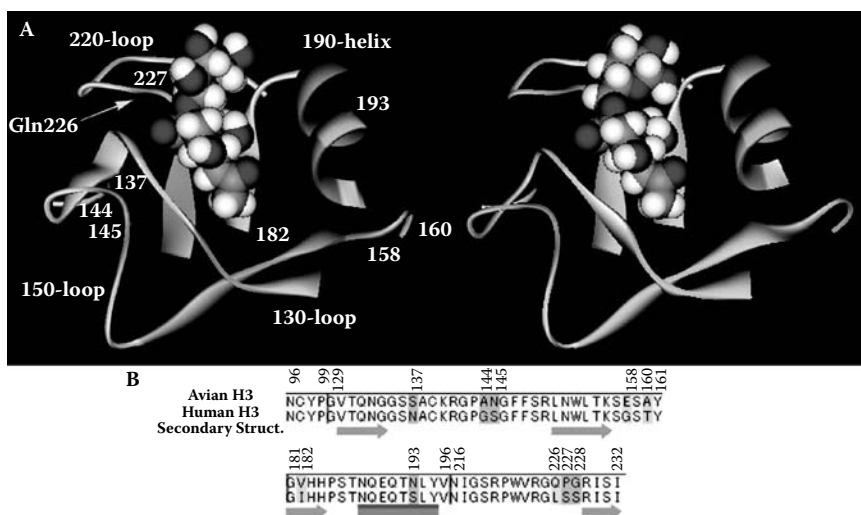 A
220-loop
190-helix
227
193
Gln226
137
144
145
182
160
158
150-loop
130-loop
B
96 99 129 137 144 145 158 160 161
Avian H3 NCYPGVTQNGGSSACKRGPANGFFSRLNWLTKSESAY
Human H3 NCYPGVTQNGGSNACKRGPGSGFFSRLNWLTKSGSTY
Secondary Struct.
181 182 193 196 216 226 227 228 232
GVHHPSTNQEQTNLYVNIGSRPWVRGQPGRISI
GIHHPSTNQEQTSLYVNIGSRPWVRGLSSRISI